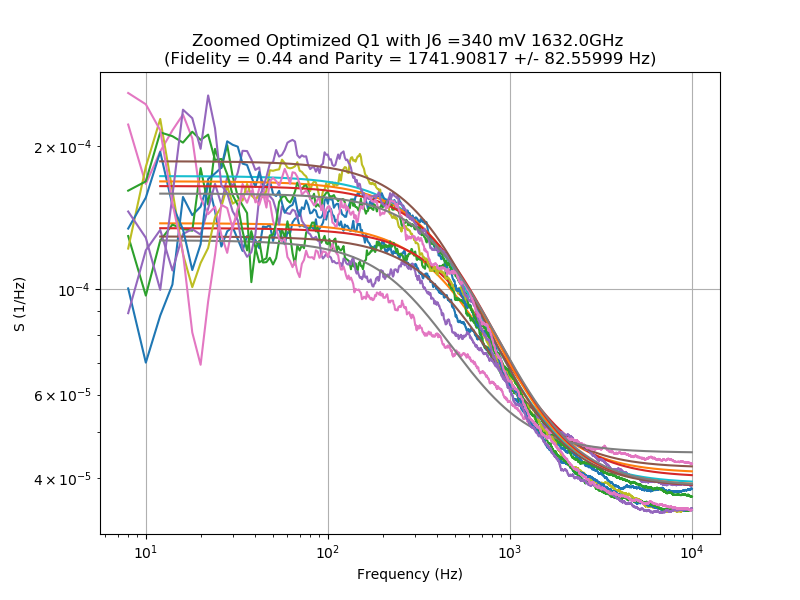 Zoomed Optimized Q1 with J6 =340 mV 1632.0GHz
(Fidelity = 0.44 and Parity = 1741.90817 +/- 82.55999 Hz)
2 × 10⁻⁴
10⁻⁴
6 × 10⁻⁵
4 × 10⁻⁵
S (1/Hz)
10¹ 10² 10³ 10⁴
Frequency (Hz)